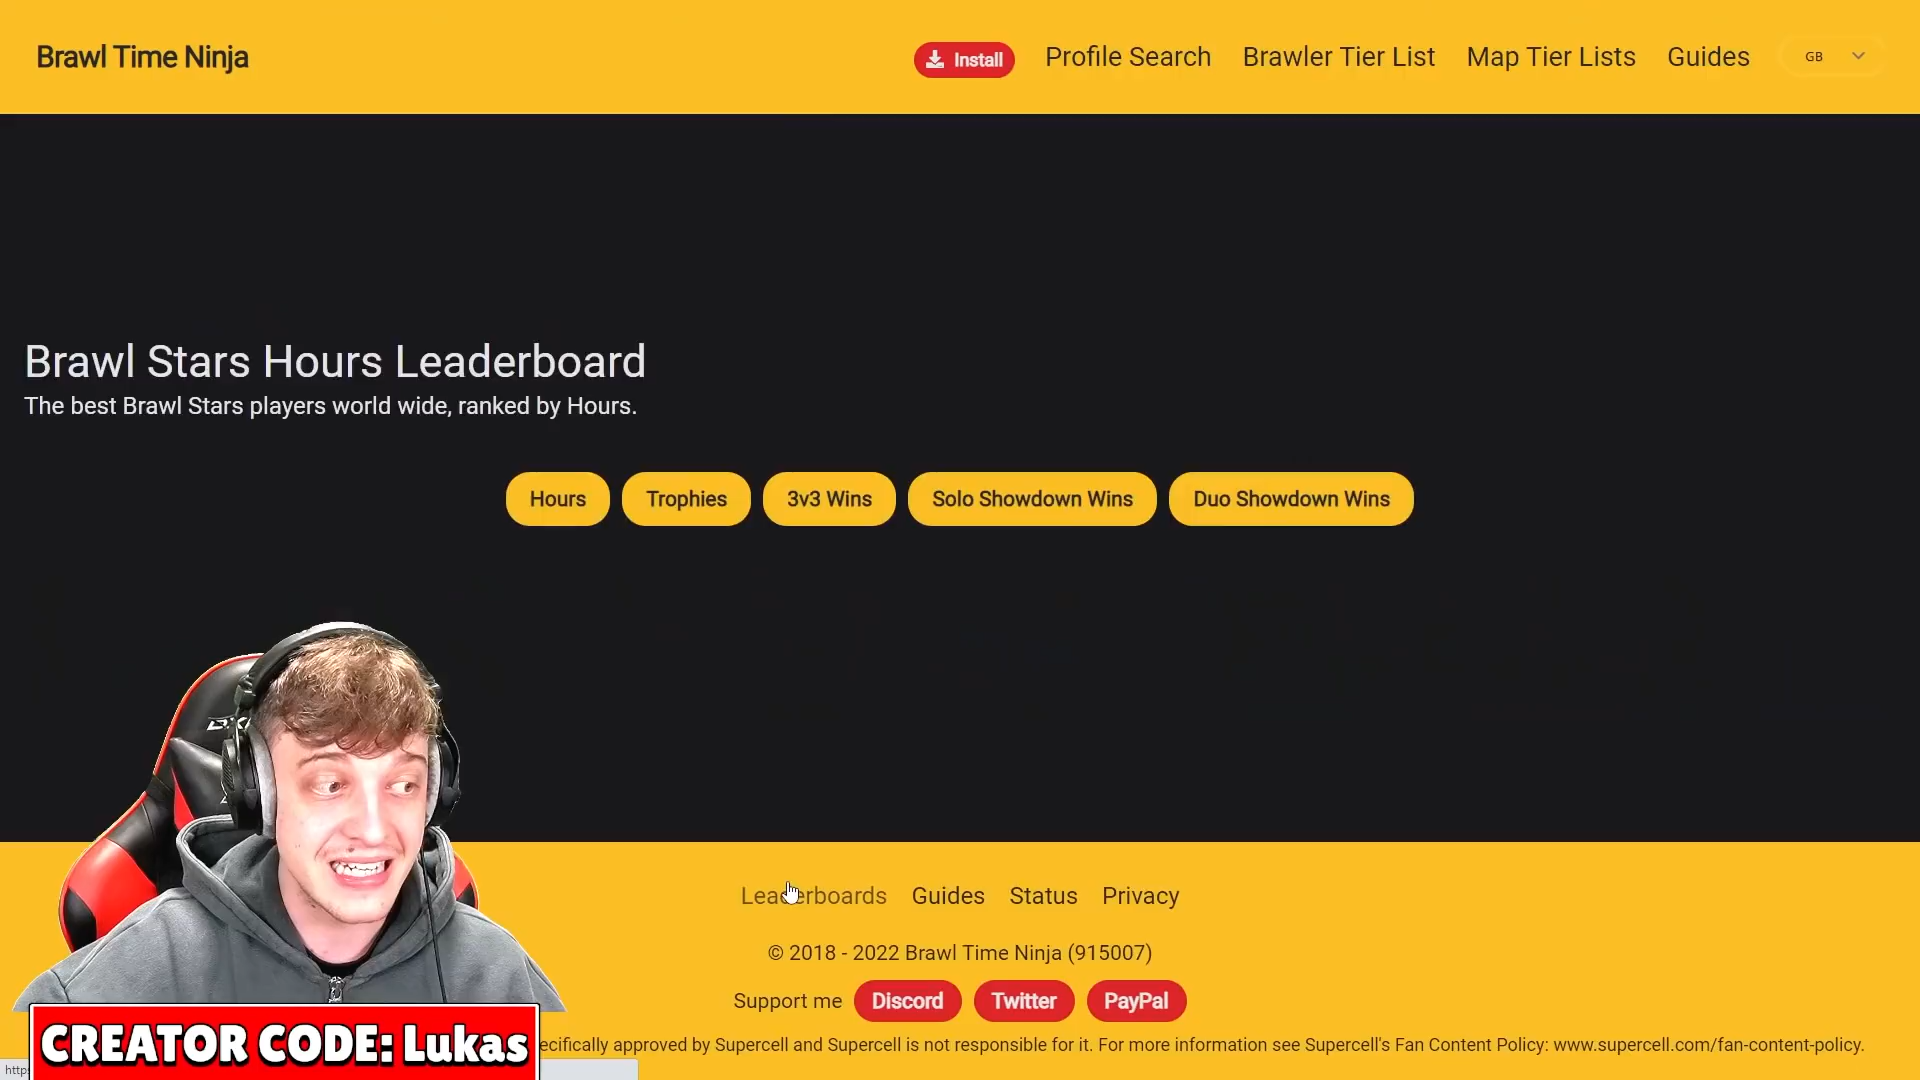 Brawl Time Ninja
Install
Profile Search
Brawler Tier List
Map Tier Lists
Guides
GB
Brawl Stars Hours Leaderboard
The best Brawl Stars players world wide, ranked by Hours.
Hours
Trophies
3v3 Wins
Solo Showdown Wins
Duo Showdown Wins
Leaderboards
Guides
Status
Privacy
© 2018 - 2022 Brawl Time Ninja (915007)
Support me
Discord
Twitter
PayPal
CREATOR CODE: Lukas
approved by Supercell and Supercell is not responsible for it. For more information see Supercell's Fan Content Policy: www.supercell.com/fan-content-policy.